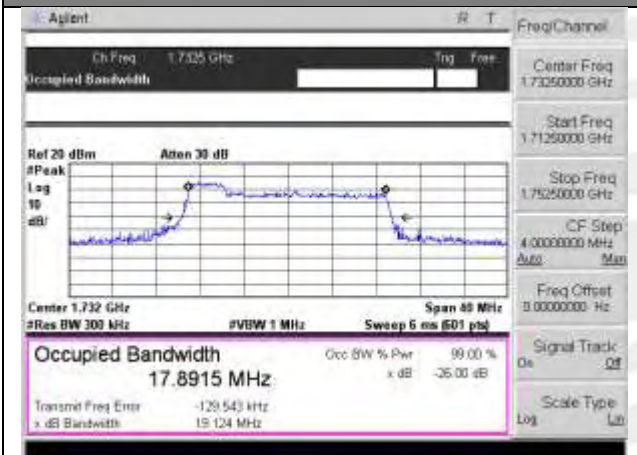 Agilent R T
Ch Freq 1.7325 GHz Trig Free
Occupied Bandwidth
Ref 20 dBm Atten 30 dB
#Peak
Log
10
dB/
Center 1.732 GHz Span 40 MHz
#Res BW 300 kHz #VBW 1 MHz Sweep 6 ms (601 pts)
Occupied Bandwidth Occ BW % Pwr 99.00 %
17.8915 MHz x dB -26.00 dB
Transmit Freq Error -129.543 kHz
x dB Bandwidth 19.124 MHz
Freq/Channel
Center Freq
1.73250000 GHz
Start Freq
1.71250000 GHz
Stop Freq
1.75250000 GHz
CF Step
4.00000000 MHz
Auto Man
Freq Offset
0.00000000 Hz
Signal Track
On Off
Scale Type
Log Lin